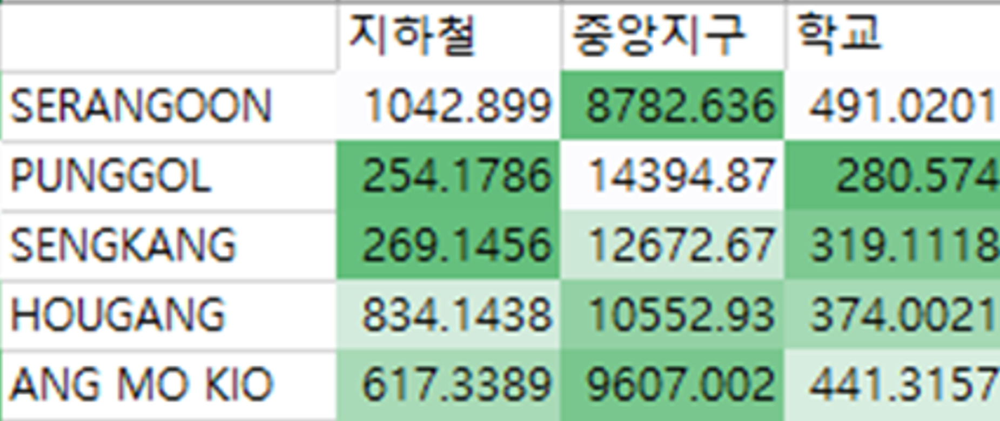 지하철 중앙지구 학교
SERANGOON 1042.899 8782.636 491.0201
PUNGGOL 254.1786 14394.87 280.574
SENGKANG 269.1456 12672.67 319.1118
HOUGANG 834.1438 10552.93 374.0021
ANG MO KIO 617.3389 9607.002 441.3157